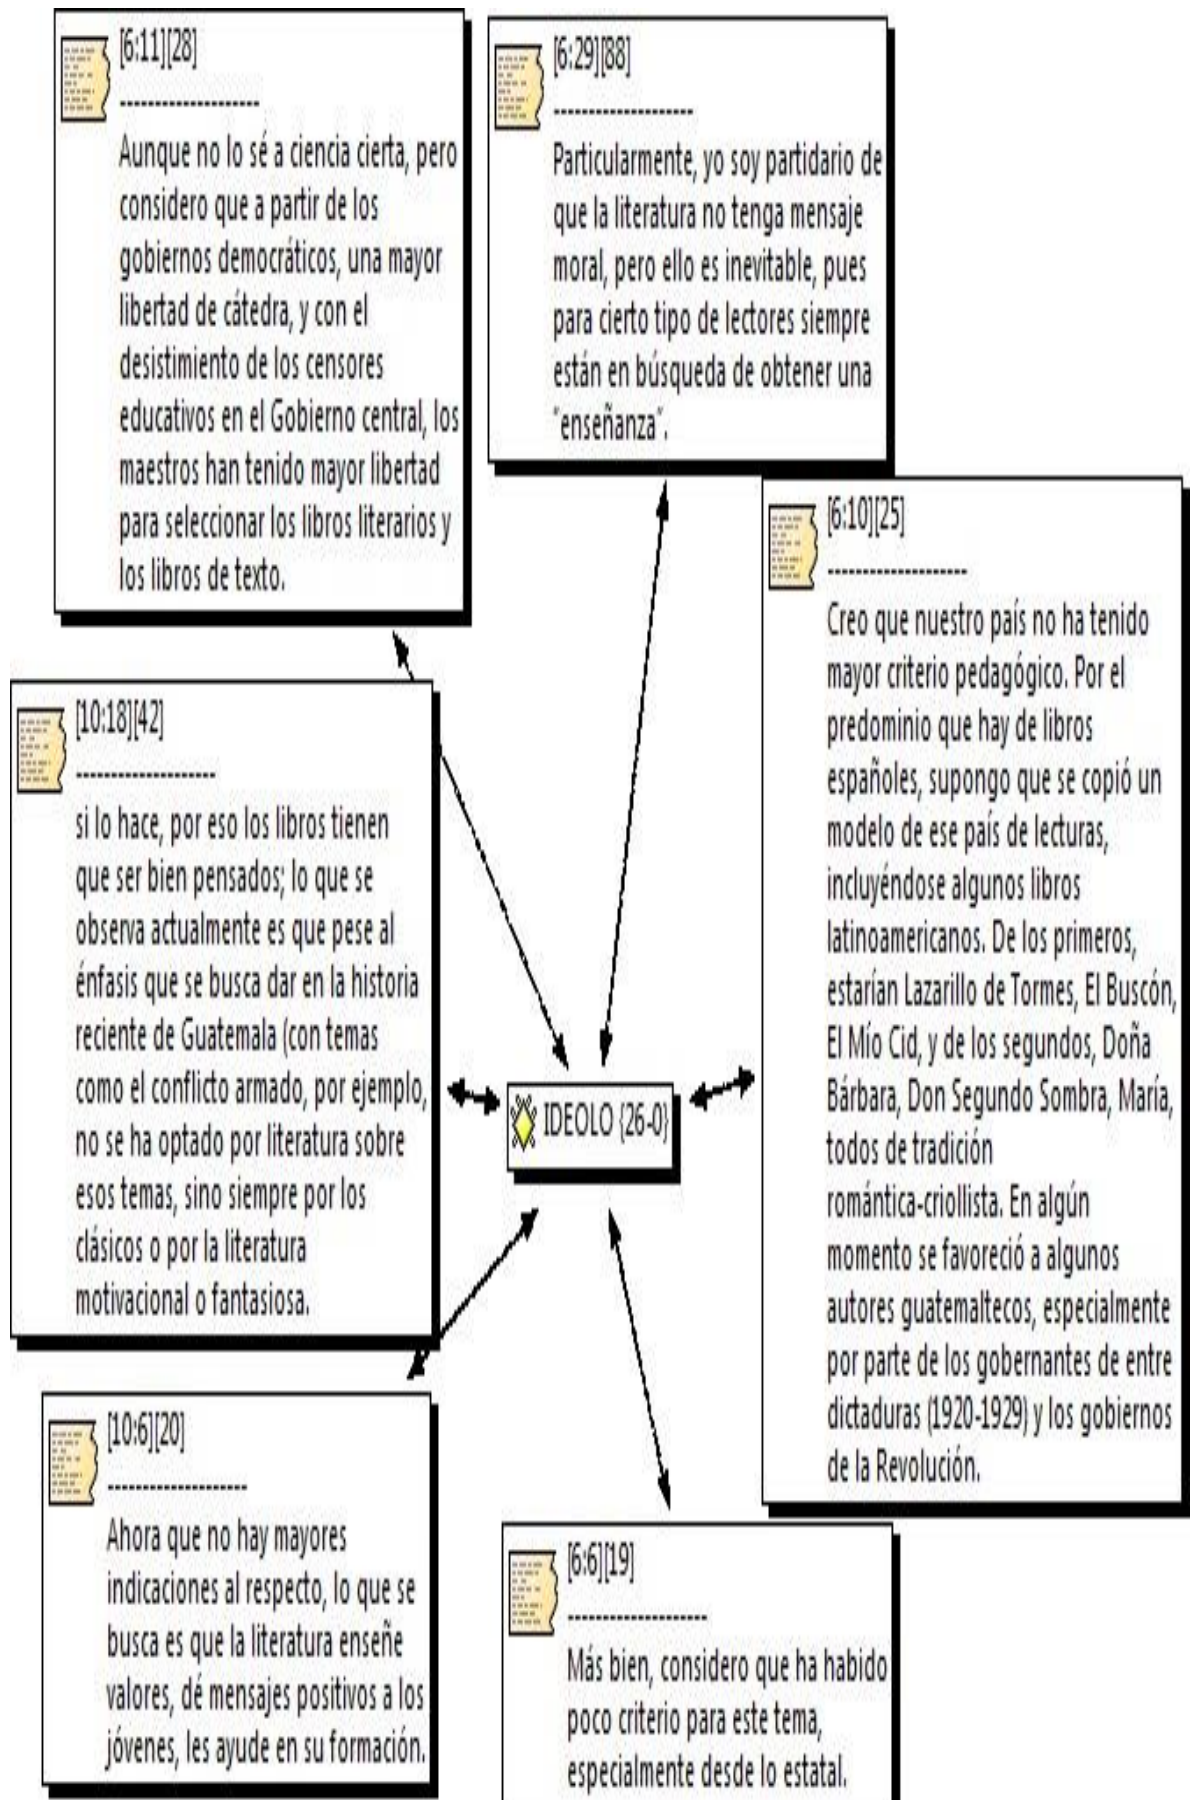 [6:11][28]
--------------------
Aunque no lo sé a ciencia cierta, pero
considero que a partir de los
gobiernos democráticos, una mayor
libertad de cátedra, y con el
desistimiento de los censores
educativos en el Gobierno central, los
maestros han tenido mayor libertad
para seleccionar los libros literarios y
los libros de texto.
[6:29][88]
--------------------
Particularmente, yo soy partidario de
que la literatura no tenga mensaje
moral, pero ello es inevitable, pues
para cierto tipo de lectores siempre
están en búsqueda de obtener una
"enseñanza".
[6:10][25]
--------------------
Creo que nuestro país no ha tenido
mayor criterio pedagógico. Por el
predominio que hay de libros
españoles, supongo que se copió un
modelo de ese país de lecturas,
incluyéndose algunos libros
latinoamericanos. De los primeros,
estarían Lazarillo de Tormes, El Buscón,
El Mío Cid, y de los segundos, Doña
Bárbara, Don Segundo Sombra, María,
todos de tradición
romántica-criollista. En algún
momento se favoreció a algunos
autores guatemaltecos, especialmente
por parte de los gobernantes de entre
dictaduras (1920-1929) y los gobiernos
de la Revolución.
[10:18][42]
--------------------
si lo hace, por eso los libros tienen
que ser bien pensados; lo que se
observa actualmente es que pese al
énfasis que se busca dar en la historia
reciente de Guatemala (con temas
como el conflicto armado, por ejemplo,
no se ha optado por literatura sobre
esos temas, sino siempre por los
clásicos o por la literatura
motivacional o fantasiosa.
IDEOLO {26-0}
[10:6][20]
--------------------
Ahora que no hay mayores
indicaciones al respecto, lo que se
busca es que la literatura enseñe
valores, dé mensajes positivos a los
jóvenes, les ayude en su formación.
[6:6][19]
--------------------
Más bien, considero que ha habido
poco criterio para este tema,
especialmente desde lo estatal.